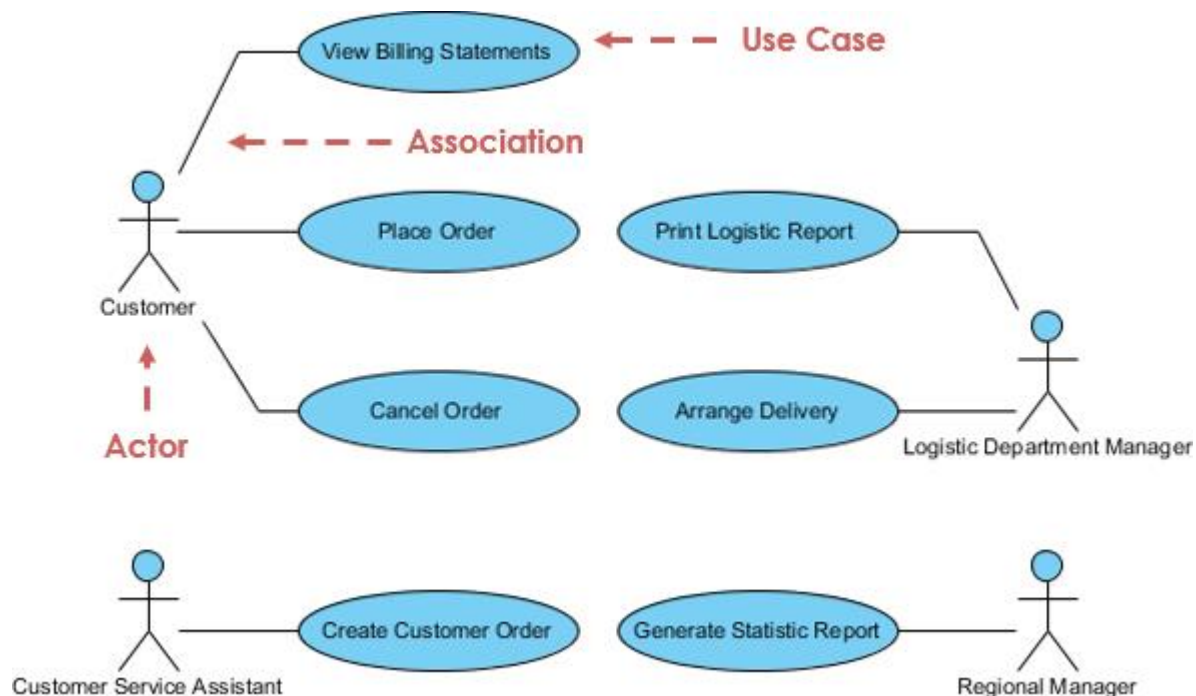 View Billing Statements
Use Case
Association
Place Order
Print Logistic Report
Customer
Cancel Order
Arrange Delivery
Actor
Logistic Department Manager
Create Customer Order
Generate Statistic Report
Customer Service Assistant
Regional Manager